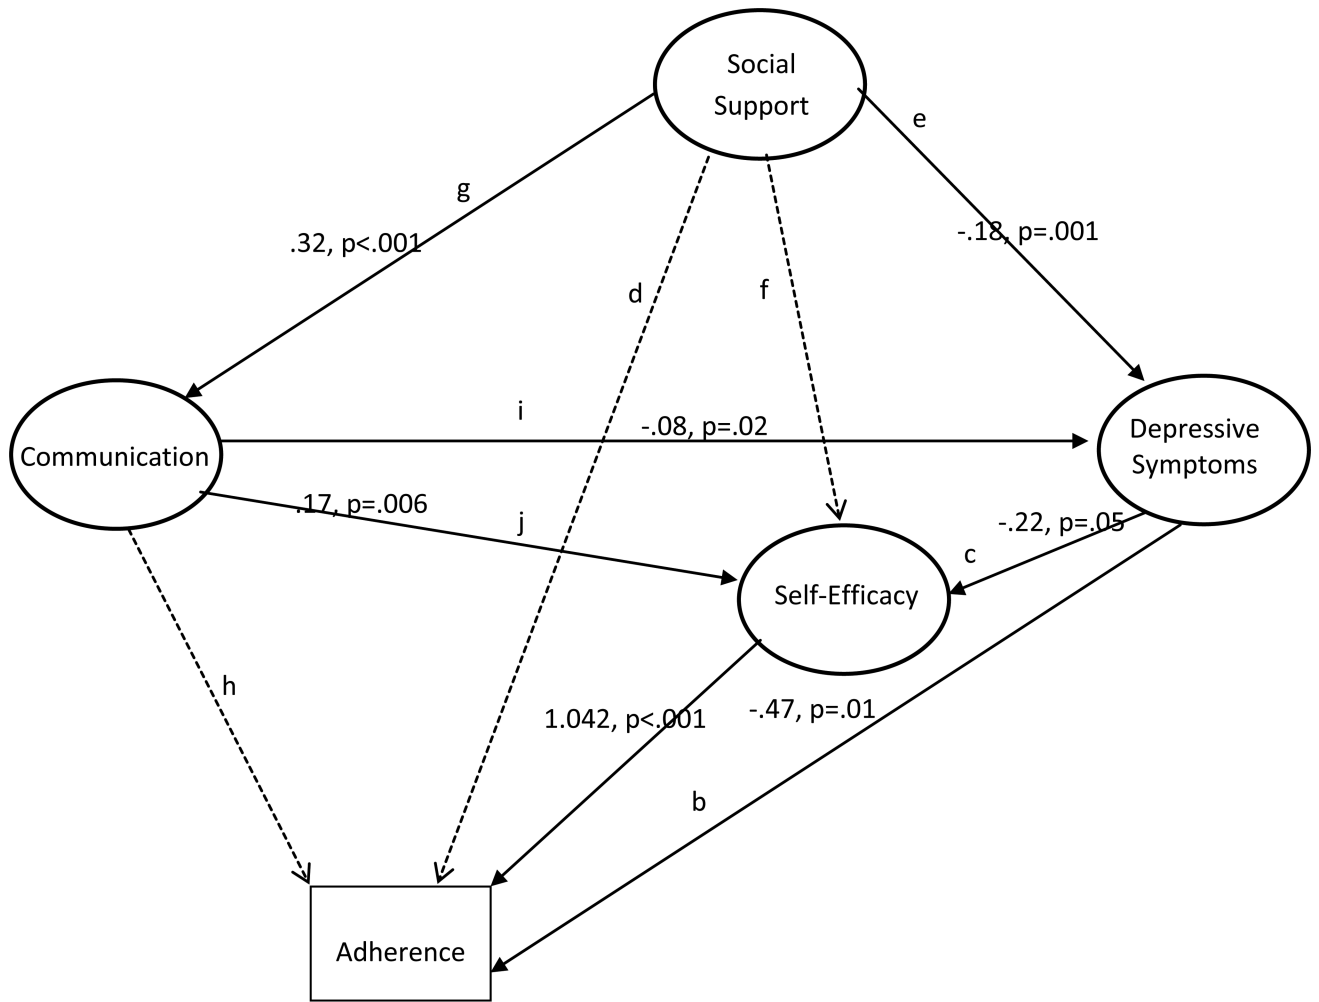 Social
Support
e
g
.32, p<.001
-.18, p=.001
d
f
i
-.08, p=.02
Communication
Depressive
Symptoms
.17, p=.006
j
-.22, p=.05
c
Self-Efficacy
h
1.042, p<.001
-.47, p=.01
b
Adherence